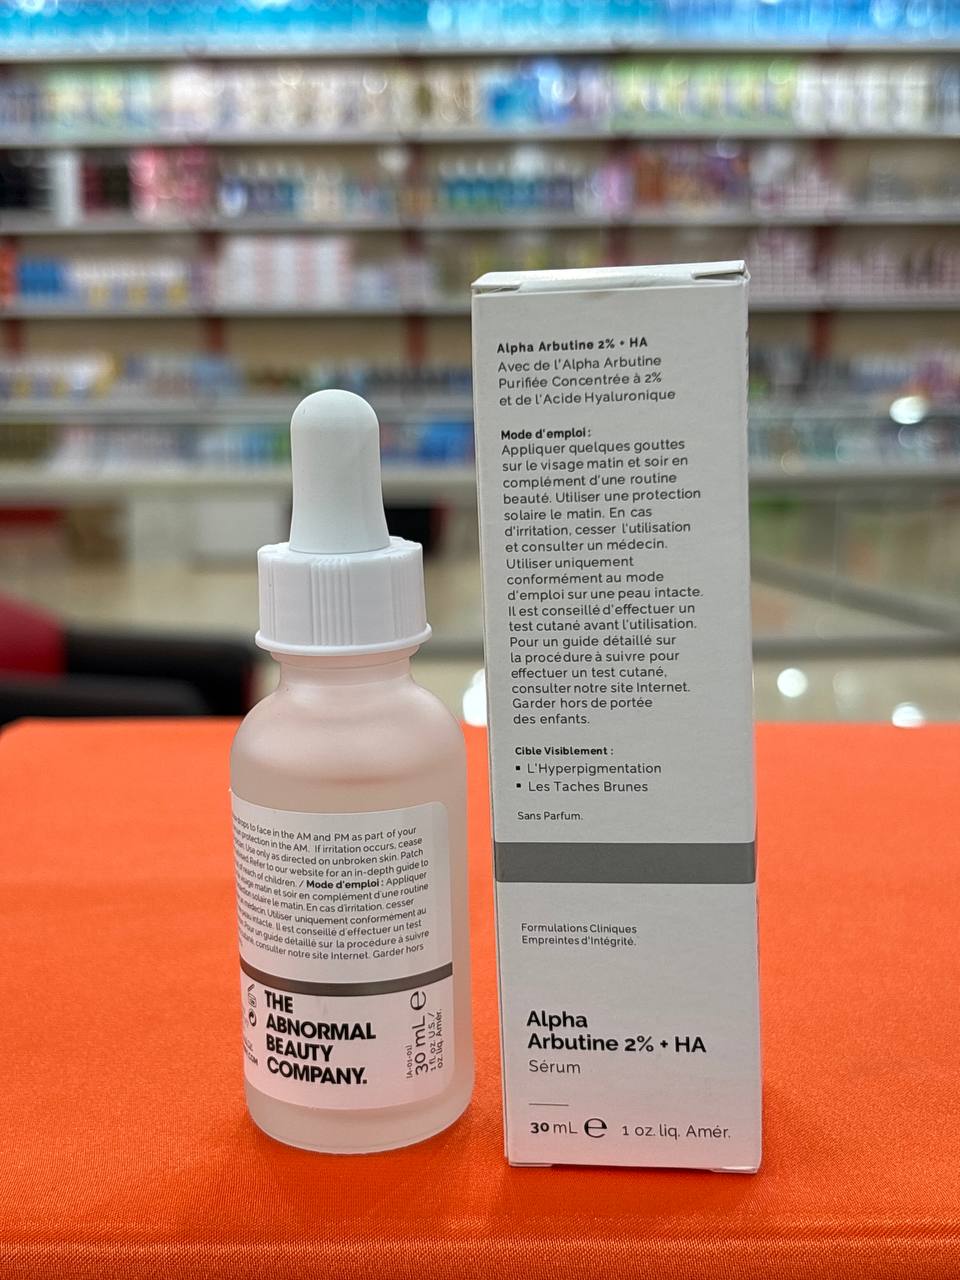 Alpha Arbutine 2% + HA
Avec de l'Alpha Arbutine
Purifiée Concentrée à 2%
et de l'Acide Hyaluronique
Mode d'emploi :
Appliquer quelques gouttes
sur le visage matin et soir en
complément d'une routine
beauté. Utiliser une protection
solaire le matin. En cas
d'irritation, cesser l'utilisation
et consulter un médecin.
Utiliser uniquement
conformément au mode
d'emploi sur une peau intacte.
Il est conseillé d'effectuer un
test cutané avant l'utilisation.
Pour un guide détaillé sur
la procédure à suivre pour
effectuer un test cutané,
consulter notre site Internet.
Garder hors de portée
des enfants.
Cible Visiblement :
▪ L'Hyperpigmentation
▪ Les Taches Brunes
Sans Parfum.
Formulations Cliniques
Empreintes d'Intégrité.
Alpha
Arbutine 2% + HA
Sérum
30 mL e 1 oz. liq. Amér.
drops to face in the AM and PM as part of your
protection in the AM. If irritation occurs, cease
Use only as directed on unbroken skin. Patch
Refer to our website for an in-depth guide to
reach of children. / Mode d'emploi : Appliquer
visage matin et soir en complément d'une routine
solaire le matin. En cas d'irritation, cesser
médecin. Utiliser uniquement conformément au
Il est conseillé d'effectuer un test
Pour un guide détaillé sur la procédure à suivre
consulter notre site Internet. Garder hors
THE
ABNORMAL
BEAUTY
COMPANY.
30 mL e
1 fl. oz. U.S. /
oz. liq. Amér.